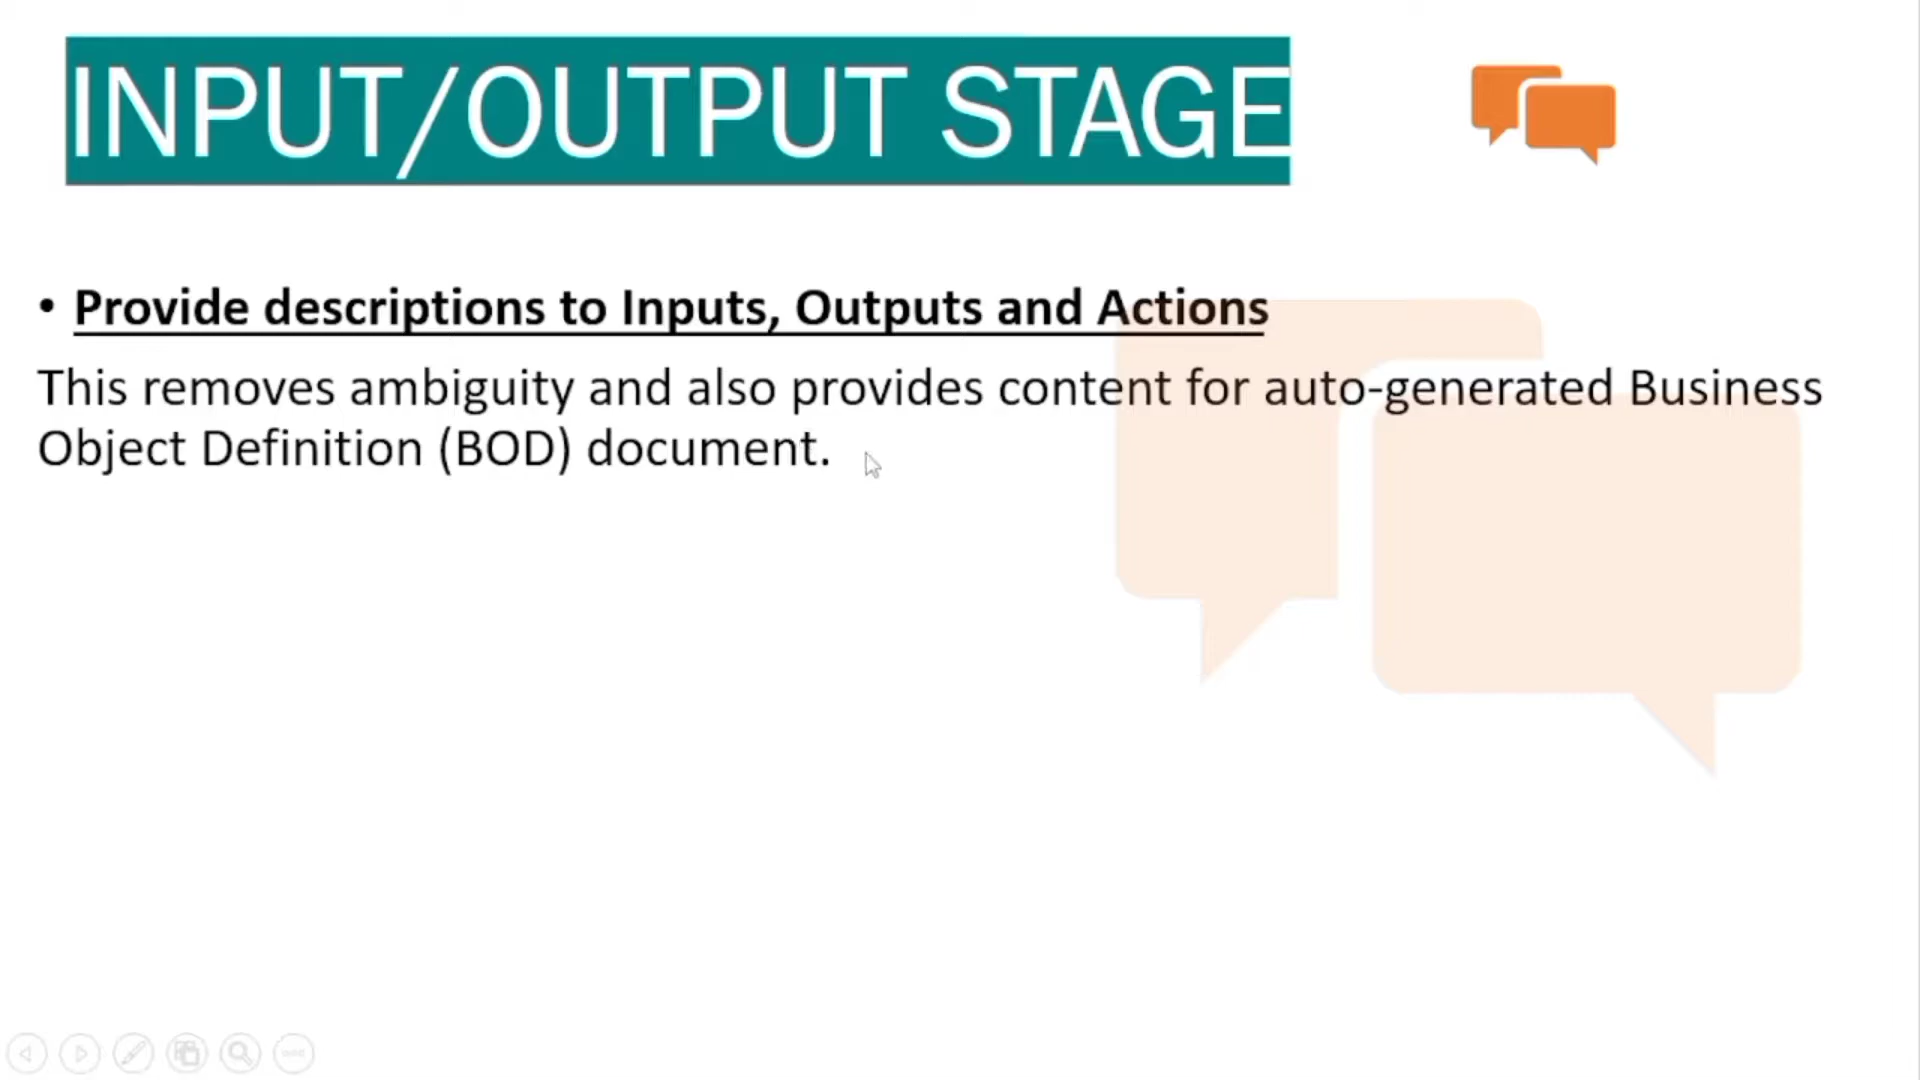 INPUT/OUTPUT STAGE
• Provide descriptions to Inputs, Outputs and Actions
This removes ambiguity and also provides content for auto-generated Business
Object Definition (BOD) document.